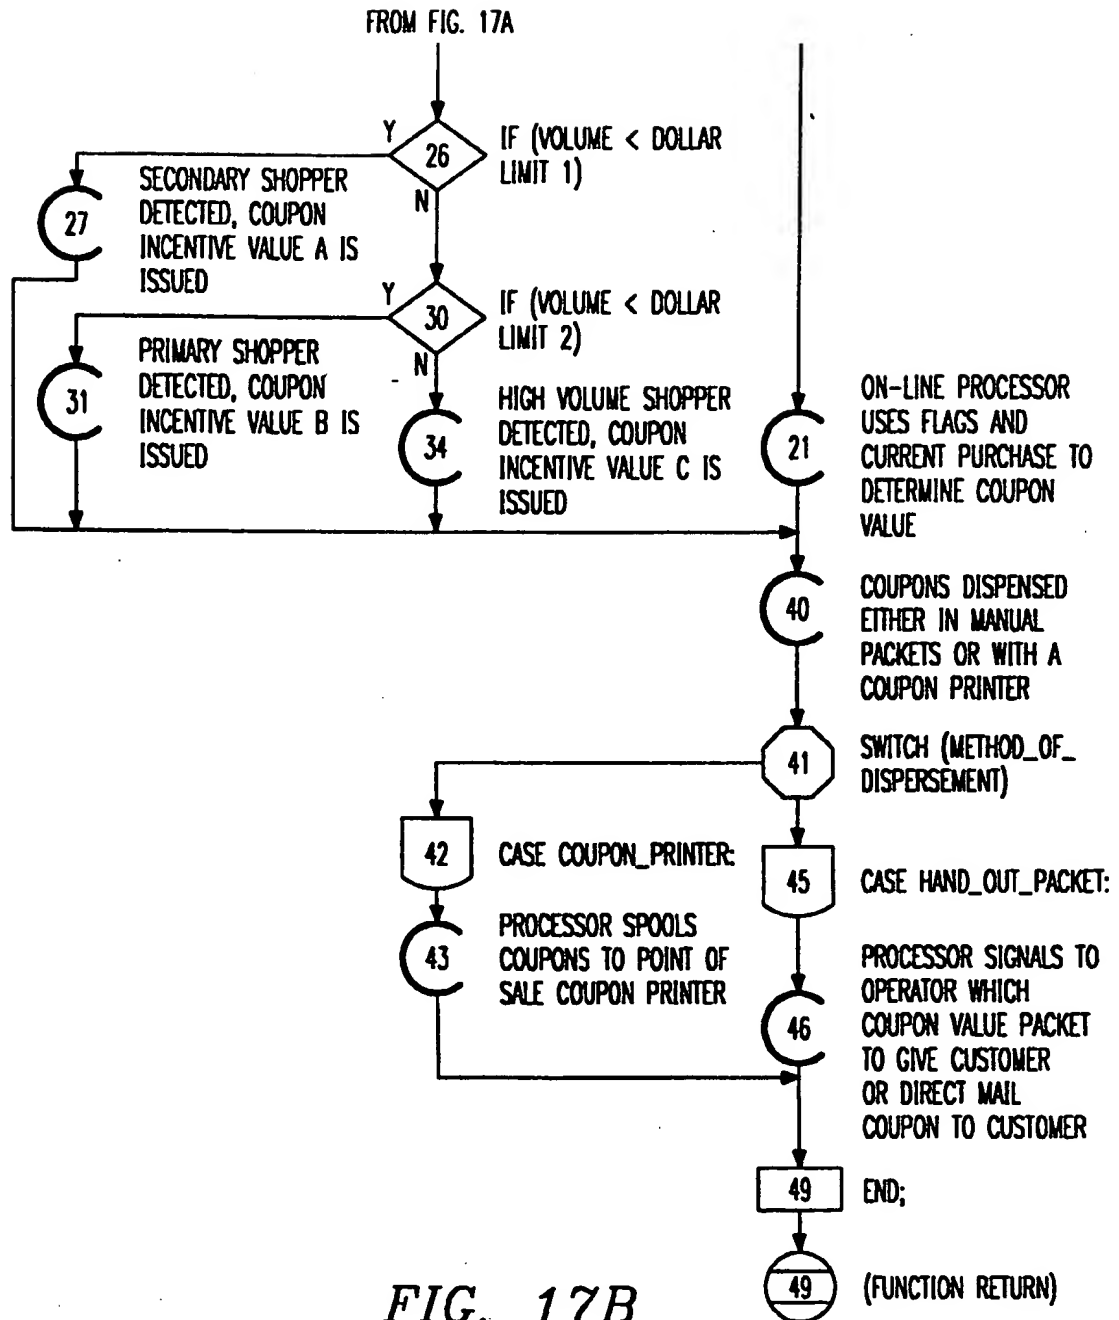 FROM FIG. 17A
Y
26
IF (VOLUME < DOLLAR
LIMIT 1)
N
27
SECONDARY SHOPPER
DETECTED, COUPON
INCENTIVE VALUE A IS
ISSUED
Y
30
IF (VOLUME < DOLLAR
LIMIT 2)
N
31
PRIMARY SHOPPER
DETECTED, COUPON
INCENTIVE VALUE B IS
ISSUED
34
HIGH VOLUME SHOPPER
DETECTED, COUPON
INCENTIVE VALUE C IS
ISSUED
21
ON-LINE PROCESSOR
USES FLAGS AND
CURRENT PURCHASE TO
DETERMINE COUPON
VALUE
40
COUPONS DISPENSED
EITHER IN MANUAL
PACKETS OR WITH A
COUPON PRINTER
41
SWITCH (METHOD_OF_
DISPERSEMENT)
42
CASE COUPON_PRINTER:
45
CASE HAND_OUT_PACKET:
43
PROCESSOR SPOOLS
COUPONS TO POINT OF
SALE COUPON PRINTER
46
PROCESSOR SIGNALS TO
OPERATOR WHICH
COUPON VALUE PACKET
TO GIVE CUSTOMER
OR DIRECT MAIL
COUPON TO CUSTOMER
49
END;
49
(FUNCTION RETURN)
FIG. 17B